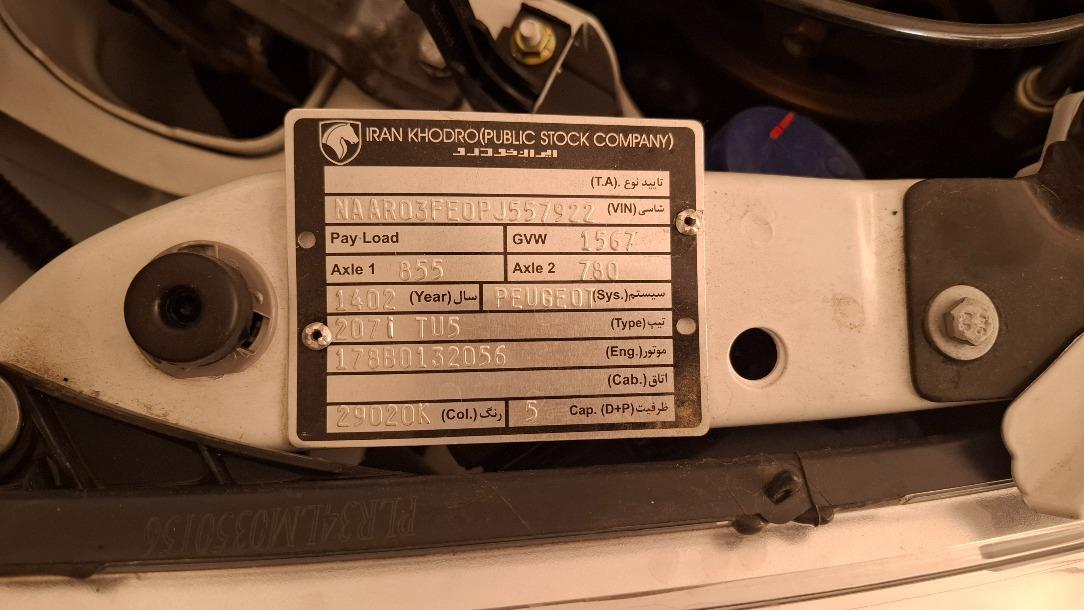 IRAN KHODRO(PUBLIC STOCK COMPANY)
ایران خودرو
تایید نوع .(T.A)
NAAR03FE0PJ557922 شاسی (VIN)
Pay-Load GVW 1567
Axle 1 855 Axle 2 780
1402 سال (Year) PEUGEOT سیستم (Sys.)
207i TU5 تیپ (Type)
178B0132056 موتور (Eng.)
اتاق (Cab.)
29020K رنگ (Col.) 5 Cap. (D+P) ظرفیت
PLR34LM0350156